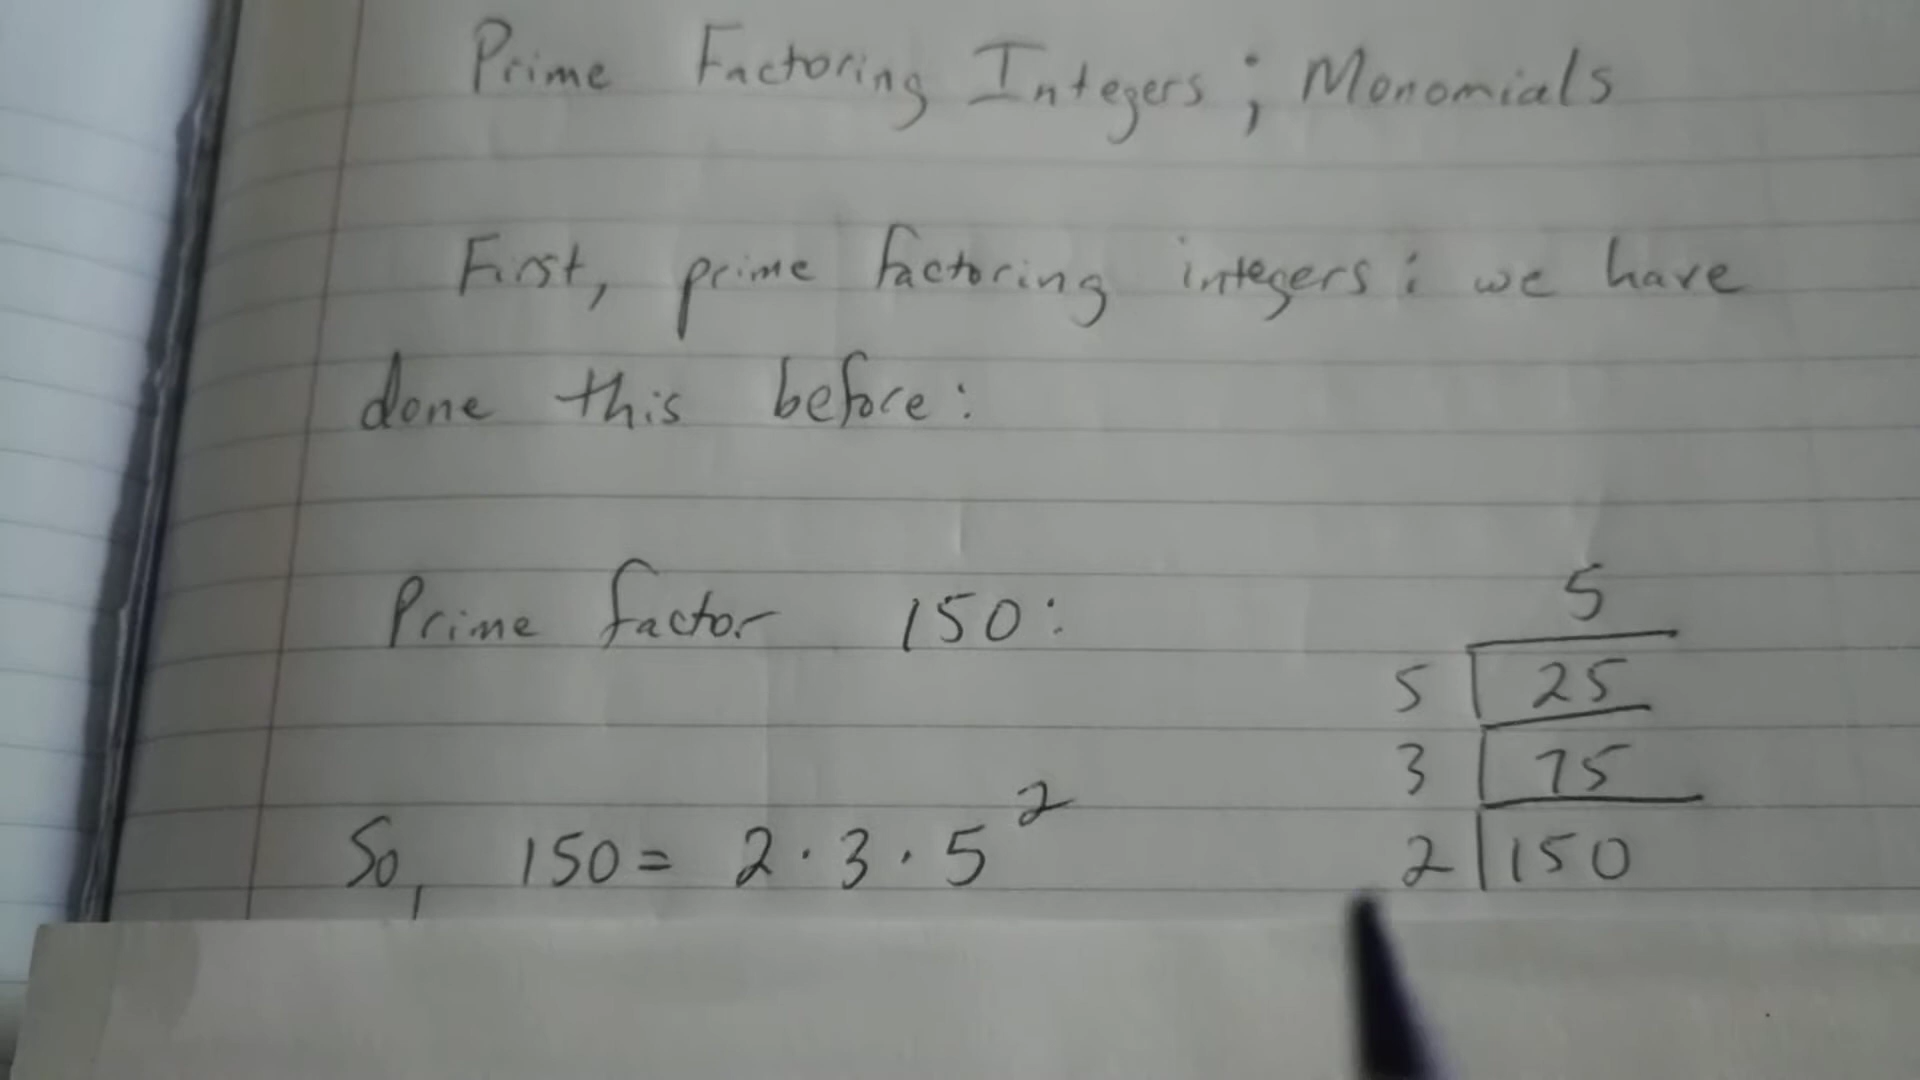 Prime Factoring Integers; Monomials
First, prime factoring integers: we have
done this before:
Prime factor 150:
5
5 25
3 75
So, 150 = 2 · 3 · 5²
2 150